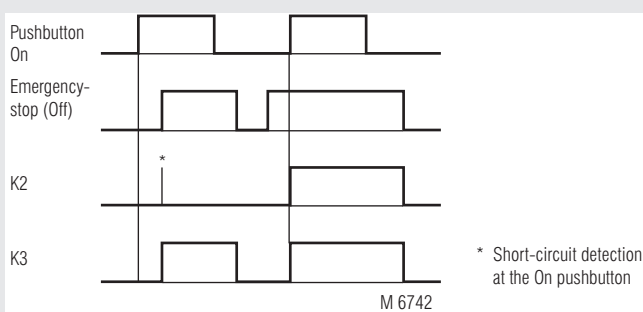 Pushbutton
On
Emergency-
stop (Off)
*
K2
K3
* Short-circuit detection
at the On pushbutton
M 6742